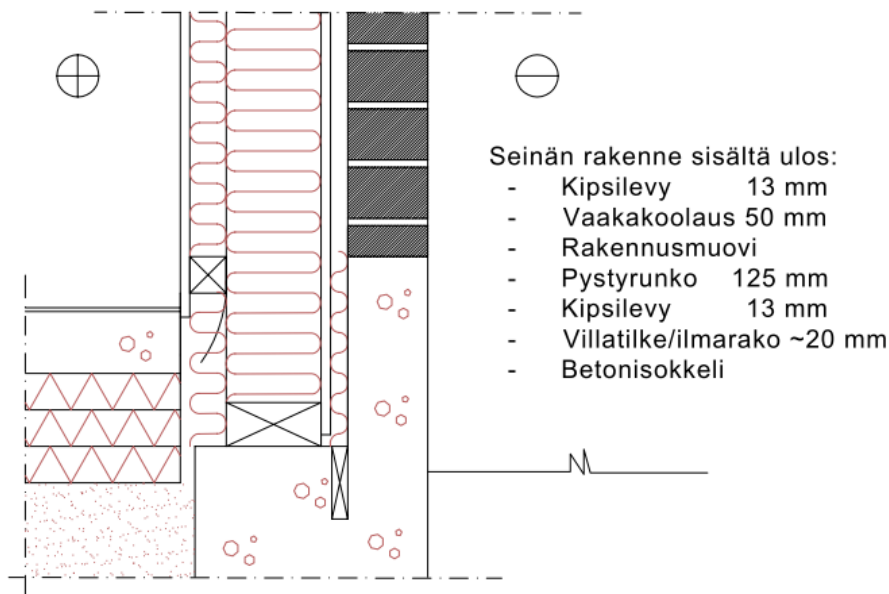 Seinän rakenne sisältä ulos:
- Kipsilevy 13 mm
- Vaakakoolaus 50 mm
- Rakennusmuovi
- Pystyrunko 125 mm
- Kipsilevy 13 mm
- Villatilke/ilmarako ~20 mm
- Betonisokkeli